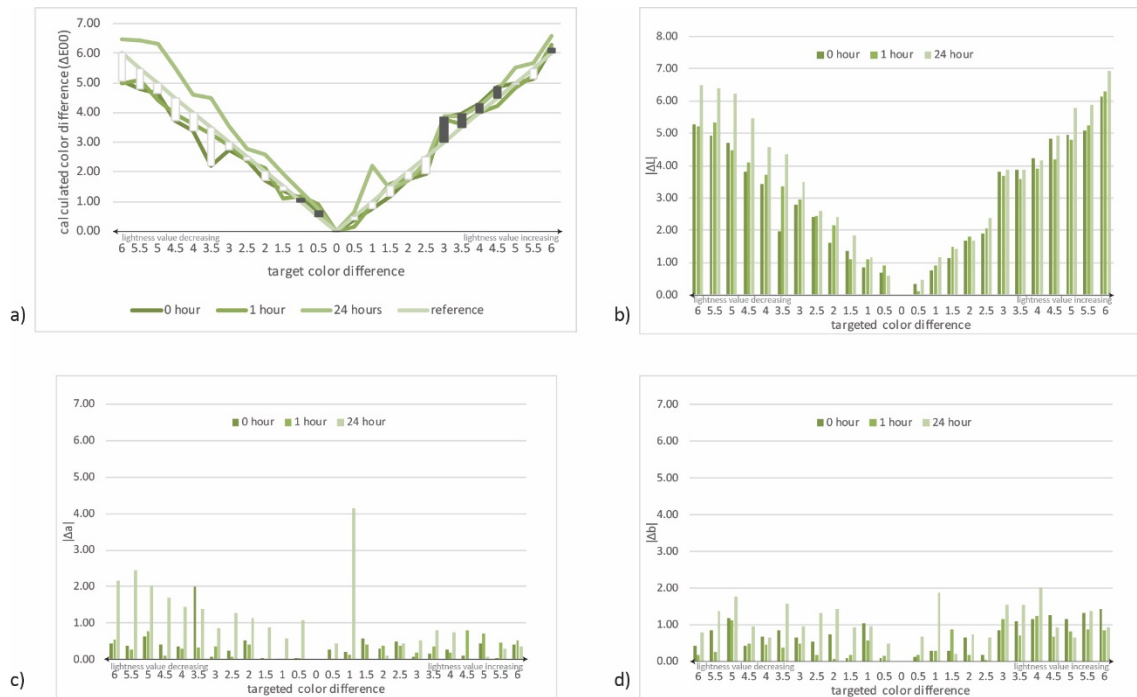 7.00
6.00
5.00
4.00
3.00
2.00
1.00
0.00
calculated color difference (ΔE00)
lightness value decreasing
lightness value increasing
6 5.5 5 4.5 4 3.5 3 2.5 2 1.5 1 0.5 0 0.5 1 1.5 2 2.5 3 3.5 4 4.5 5 5.5 6
target color difference
0 hour 1 hour 24 hours reference
a)
8.00
7.00
6.00
5.00
4.00
3.00
2.00
1.00
0.00
|ΔL|
0 hour 1 hour 24 hour
lightness value decreasing
lightness value increasing
6 5.5 5 4.5 4 3.5 3 2.5 2 1.5 1 0.5 0 0.5 1 1.5 2 2.5 3 3.5 4 4.5 5 5.5 6
targeted color difference
b)
7.00
6.00
5.00
4.00
3.00
2.00
1.00
0.00
|Δa|
0 hour 1 hour 24 hour
lightness value decreasing
lightness value increasing
6 5.5 5 4.5 4 3.5 3 2.5 2 1.5 1 0.5 0 0.5 1 1.5 2 2.5 3 3.5 4 4.5 5 5.5 6
targeted color difference
c)
7.00
6.00
5.00
4.00
3.00
2.00
1.00
0.00
|Δb|
0 hour 1 hour 24 hour
lightness value decreasing
lightness value increasing
6 5.5 5 4.5 4 3.5 3 2.5 2 1.5 1 0.5 0 0.5 1 1.5 2 2.5 3 3.5 4 4.5 5 5.5 6
targeted color difference
d)